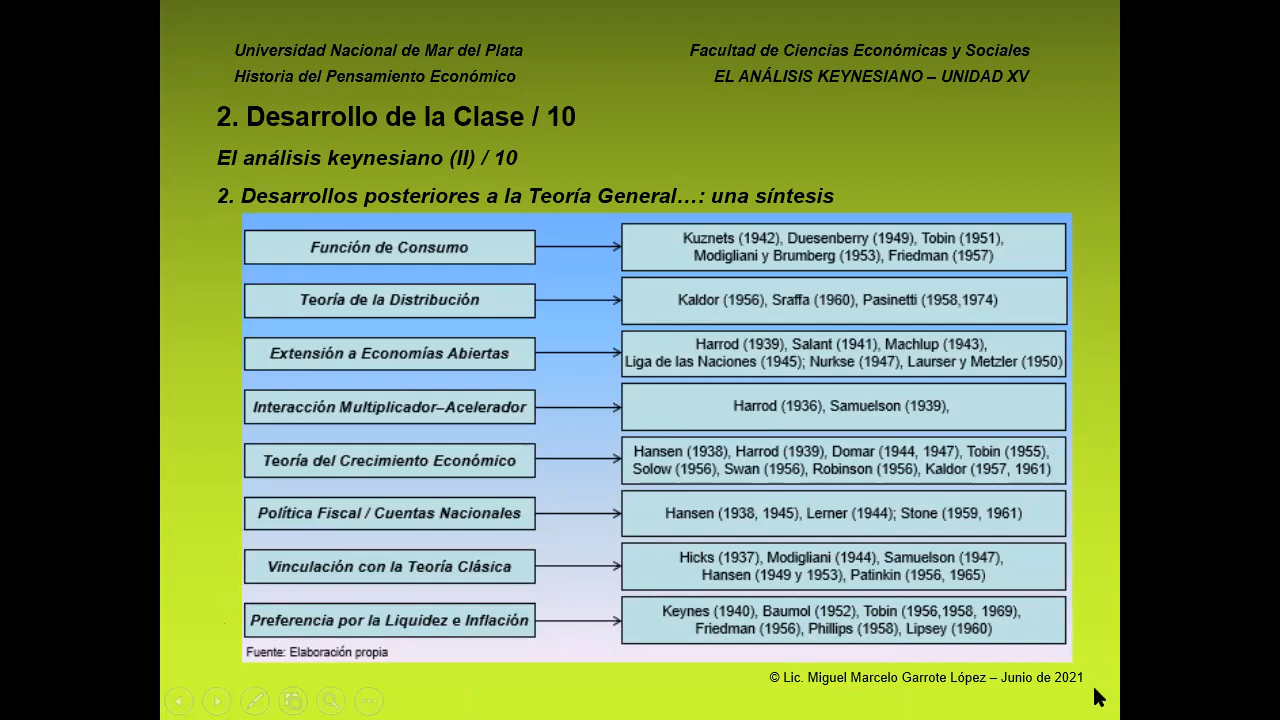 Universidad Nacional de Mar del Plata
Facultad de Ciencias Económicas y Sociales
Historia del Pensamiento Económico
EL ANÁLISIS KEYNESIANO – UNIDAD XV
2. Desarrollo de la Clase / 10
El análisis keynesiano (II) / 10
2. Desarrollos posteriores a la Teoría General…: una síntesis
Función de Consumo
Kuznets (1942), Duesenberry (1949), Tobin (1951),
Modigliani y Brumberg (1953), Friedman (1957)
Teoría de la Distribución
Kaldor (1956), Sraffa (1960), Pasinetti (1958,1974)
Extensión a Economías Abiertas
Harrod (1939), Salant (1941), Machlup (1943),
Liga de las Naciones (1945); Nurkse (1947), Laurser y Metzler (1950)
Interacción Multiplicador–Acelerador
Harrod (1936), Samuelson (1939),
Teoría del Crecimiento Económico
Hansen (1938), Harrod (1939), Domar (1944, 1947), Tobin (1955),
Solow (1956), Swan (1956), Robinson (1956), Kaldor (1957, 1961)
Política Fiscal / Cuentas Nacionales
Hansen (1938, 1945), Lerner (1944); Stone (1959, 1961)
Vinculación con la Teoría Clásica
Hicks (1937), Modigliani (1944), Samuelson (1947),
Hansen (1949 y 1953), Patinkin (1956, 1965)
Preferencia por la Liquidez e Inflación
Keynes (1940), Baumol (1952), Tobin (1956,1958, 1969),
Friedman (1956), Phillips (1958), Lipsey (1960)
Fuente: Elaboración propia
© Lic. Miguel Marcelo Garrote López – Junio de 2021